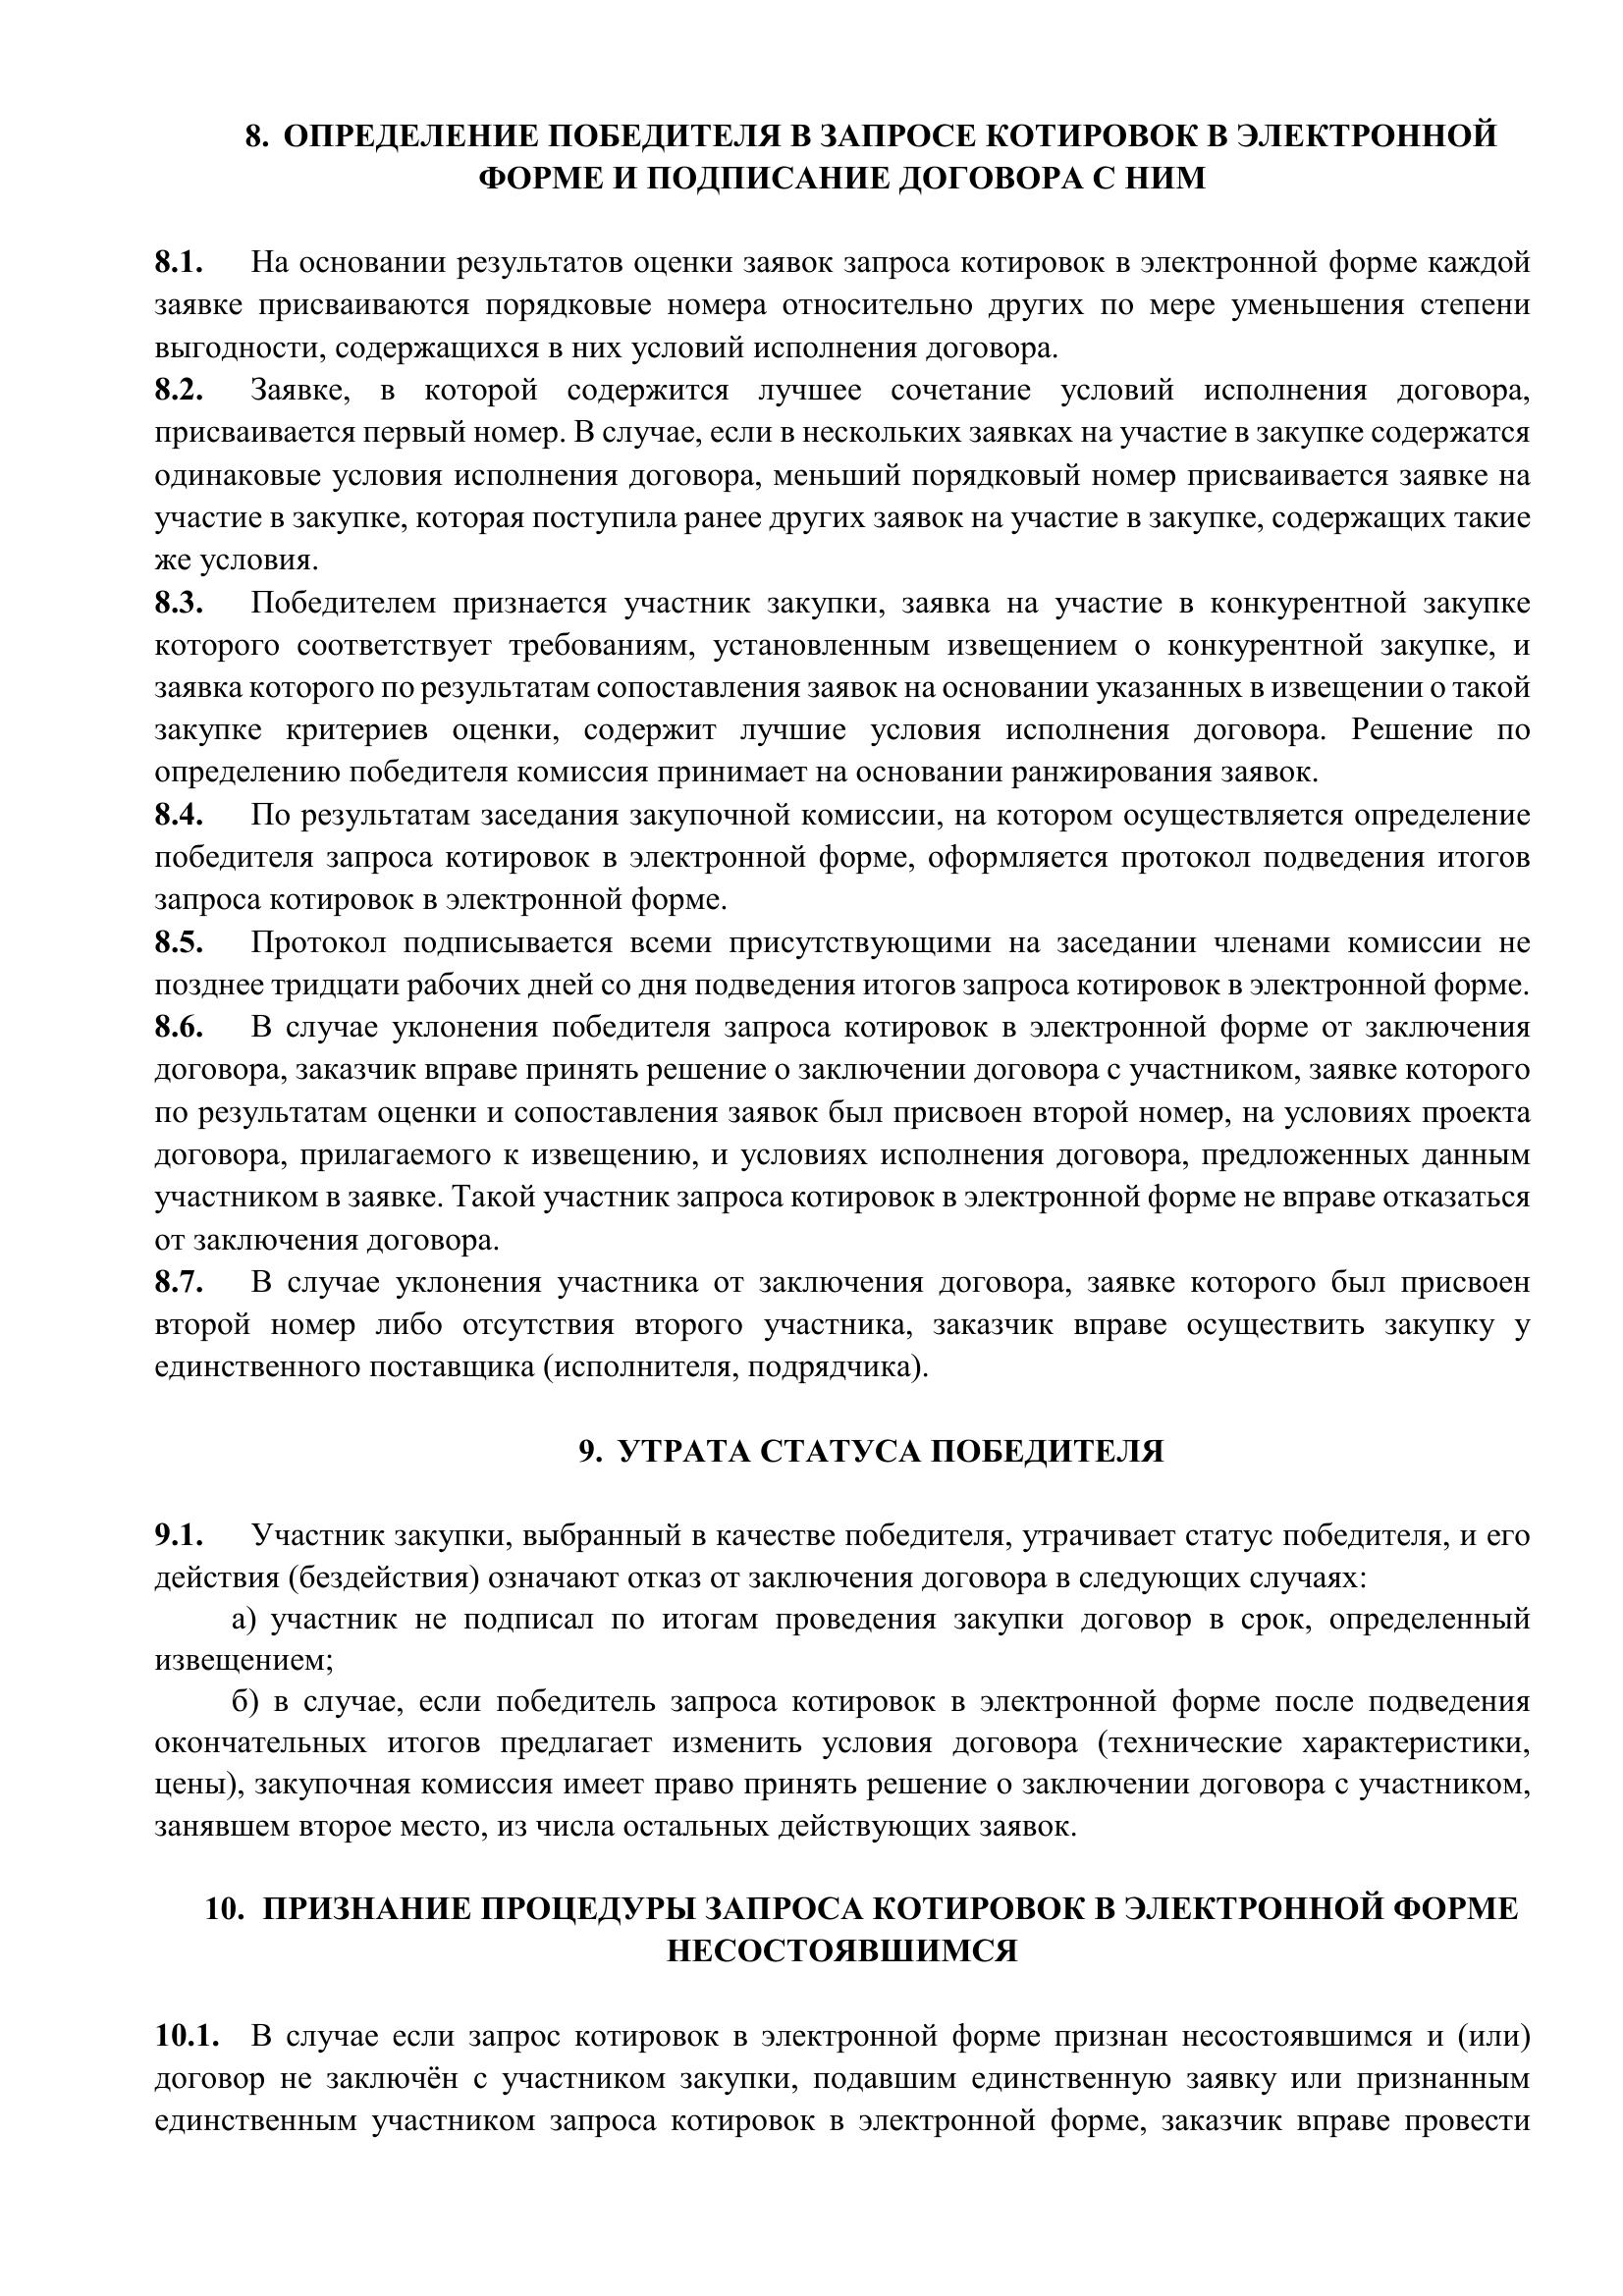 8. ОПРЕДЕЛЕНИЕ ПОБЕДИТЕЛЯ В ЗАПРОСЕ КОТИРОВОК В ЭЛЕКТРОННОЙ
ФОРМЕ И ПОДПИСАНИЕ ДОГОВОРА С НИМ
8.1. На основании результатов оценки заявок запроса котировок в электронной форме каждой
заявке присваиваются порядковые номера относительно других по мере уменьшения степени
выгодности, содержащихся в них условий исполнения договора.
8.2. Заявке, в которой содержится лучшее сочетание условий исполнения договора,
присваивается первый номер. В случае, если в нескольких заявках на участие в закупке содержатся
одинаковые условия исполнения договора, меньший порядковый номер присваивается заявке на
участие в закупке, которая поступила ранее других заявок на участие в закупке, содержащих такие
же условия.
8.3. Победителем признается участник закупки, заявка на участие в конкурентной закупке
которого соответствует требованиям, установленным извещением о конкурентной закупке, и
заявка которого по результатам сопоставления заявок на основании указанных в извещении о такой
закупке критериев оценки, содержит лучшие условия исполнения договора. Решение по
определению победителя комиссия принимает на основании ранжирования заявок.
8.4. По результатам заседания закупочной комиссии, на котором осуществляется определение
победителя запроса котировок в электронной форме, оформляется протокол подведения итогов
запроса котировок в электронной форме.
8.5. Протокол подписывается всеми присутствующими на заседании членами комиссии не
позднее тридцати рабочих дней со дня подведения итогов запроса котировок в электронной форме.
8.6. В случае уклонения победителя запроса котировок в электронной форме от заключения
договора, заказчик вправе принять решение о заключении договора с участником, заявке которого
по результатам оценки и сопоставления заявок был присвоен второй номер, на условиях проекта
договора, прилагаемого к извещению, и условиях исполнения договора, предложенных данным
участником в заявке. Такой участник запроса котировок в электронной форме не вправе отказаться
от заключения договора.
8.7. В случае уклонения участника от заключения договора, заявке которого был присвоен
второй номер либо отсутствия второго участника, заказчик вправе осуществить закупку у
единственного поставщика (исполнителя, подрядчика).
9. УТРАТА СТАТУСА ПОБЕДИТЕЛЯ
9.1. Участник закупки, выбранный в качестве победителя, утрачивает статус победителя, и его
действия (бездействия) означают отказ от заключения договора в следующих случаях:
а) участник не подписал по итогам проведения закупки договор в срок, определенный
извещением;
б) в случае, если победитель запроса котировок в электронной форме после подведения
окончательных итогов предлагает изменить условия договора (технические характеристики,
цены), закупочная комиссия имеет право принять решение о заключении договора с участником,
занявшем второе место, из числа остальных действующих заявок.
10. ПРИЗНАНИЕ ПРОЦЕДУРЫ ЗАПРОСА КОТИРОВОК В ЭЛЕКТРОННОЙ ФОРМЕ
НЕСОСТОЯВШИМСЯ
10.1. В случае если запрос котировок в электронной форме признан несостоявшимся и (или)
договор не заключён с участником закупки, подавшим единственную заявку или признанным
единственным участником запроса котировок в электронной форме, заказчик вправе провести